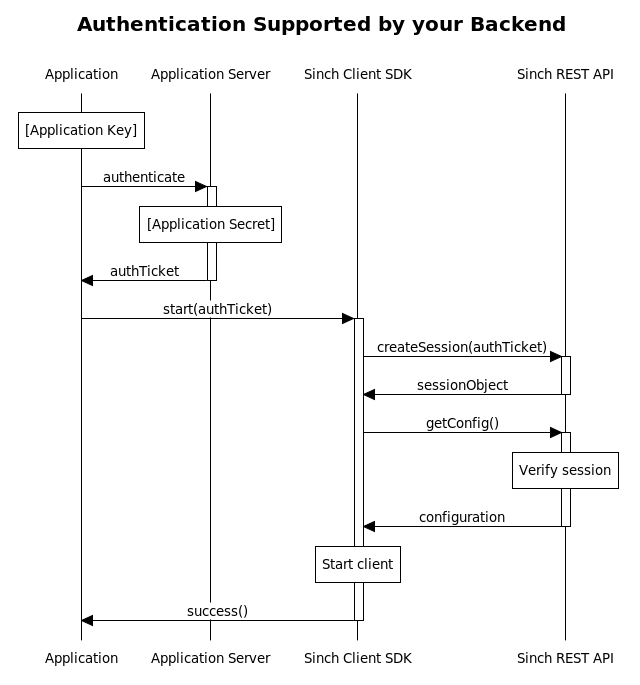 Authentication Supported by your Backend
Application Application Server Sinch Client SDK Sinch REST API
[Application Key]
authenticate
[Application Secret]
authTicket
start(authTicket)
createSession(authTicket)
sessionObject
getConfig()
Verify session
configuration
Start client
success()
Application Application Server Sinch Client SDK Sinch REST API